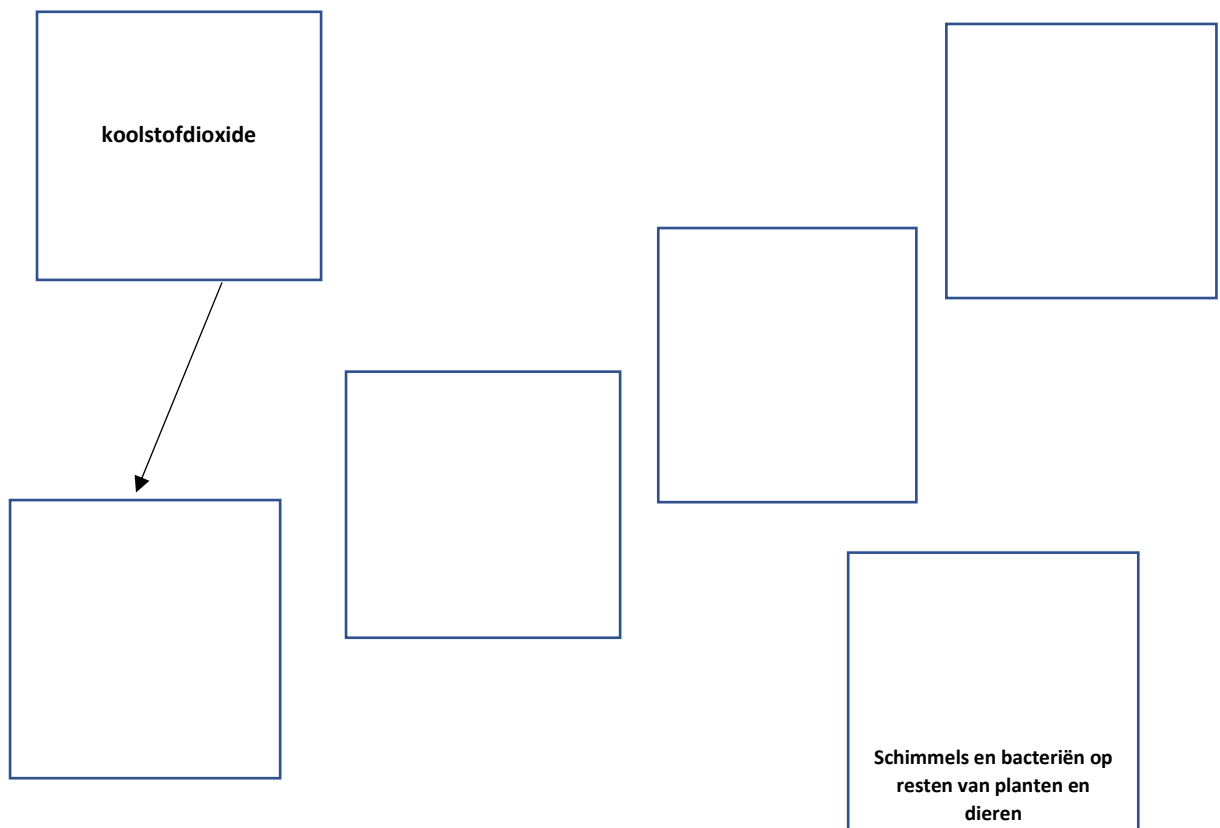 koolstofdioxide
Schimmels en bacteriën op
resten van planten en
dieren